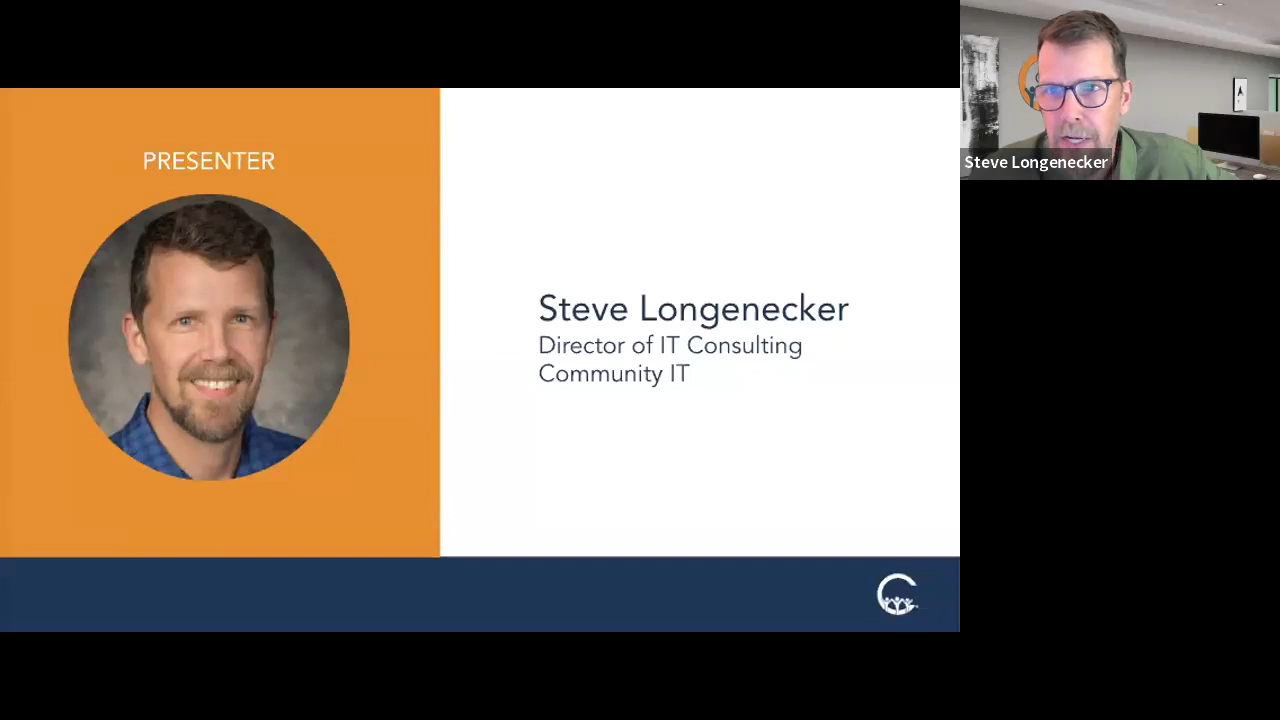 PRESENTER
Steve Longenecker
Director of IT Consulting
Community IT
Steve Longenecker